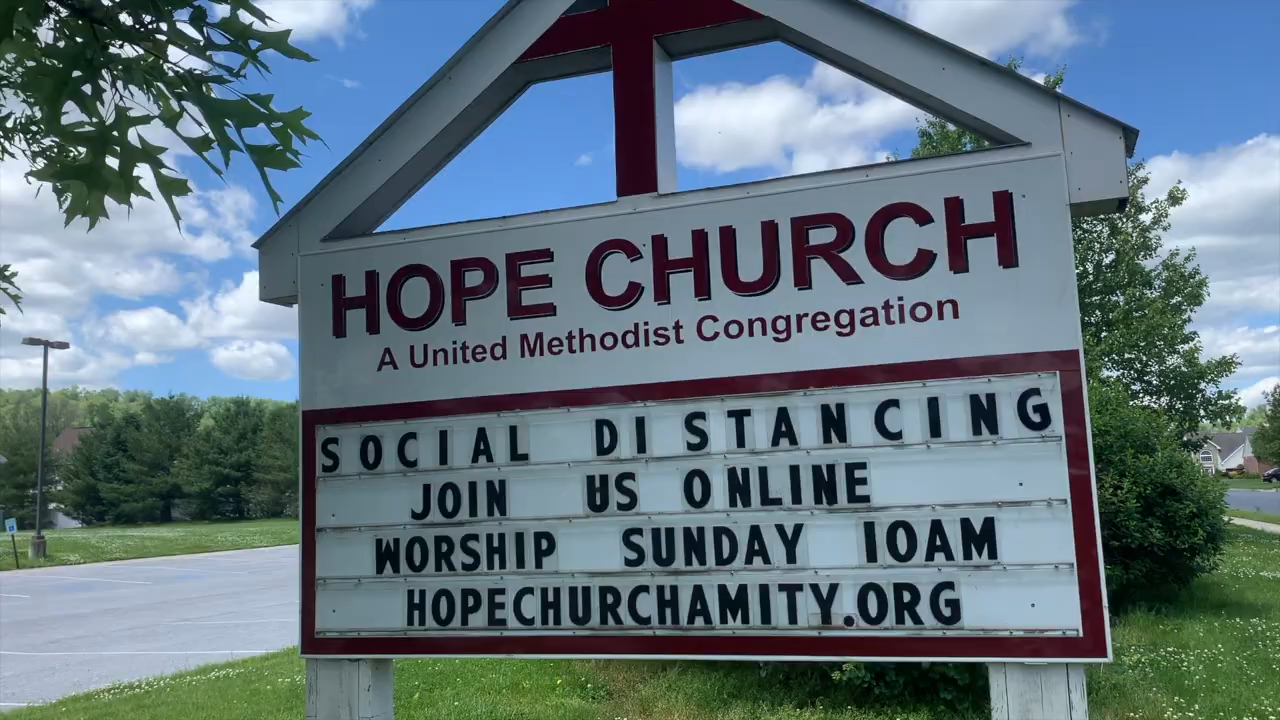 HOPE CHURCH
A United Methodist Congregation
SOCIAL DISTANCING
JOIN US ONLINE
WORSHIP SUNDAY 10AM
HOPECHURCHAMITY.ORG